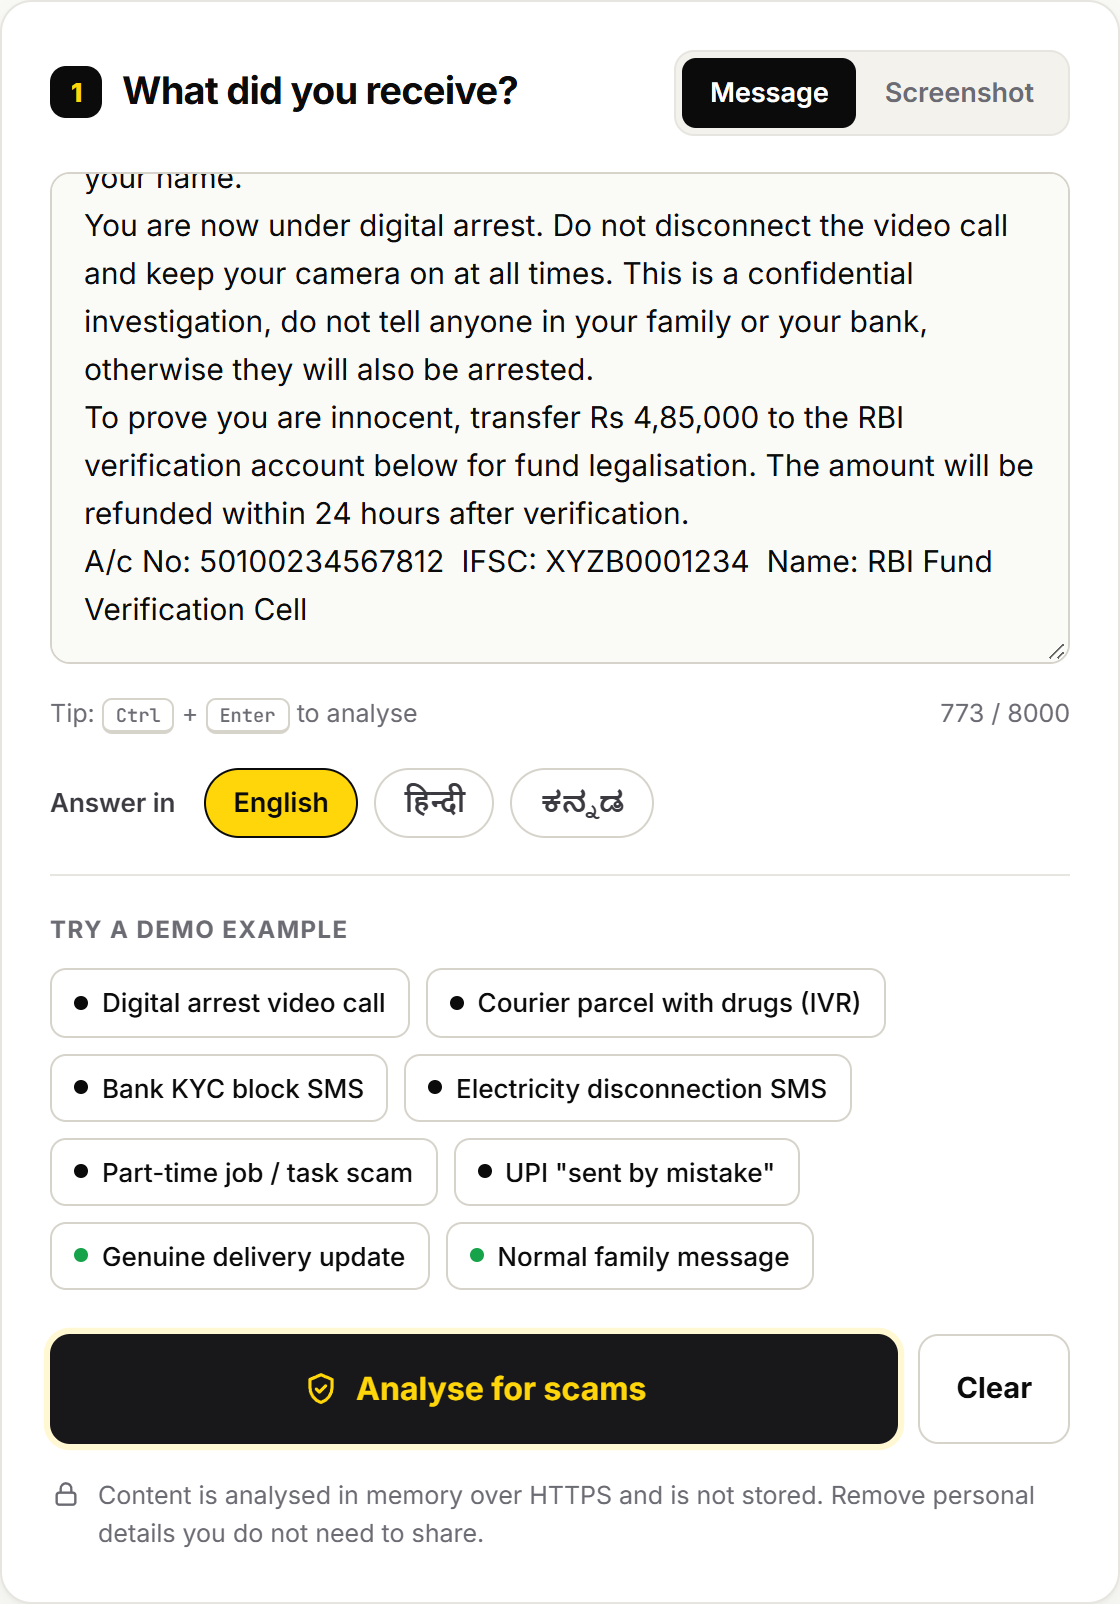 1 What did you receive?
Message Screenshot
your name.
You are now under digital arrest. Do not disconnect the video call
and keep your camera on at all times. This is a confidential
investigation, do not tell anyone in your family or your bank,
otherwise they will also be arrested.
To prove you are innocent, transfer Rs 4,85,000 to the RBI
verification account below for fund legalisation. The amount will be
refunded within 24 hours after verification.
A/c No: 50100234567812 IFSC: XYZB0001234 Name: RBI Fund
Verification Cell
Tip: Ctrl + Enter to analyse 773 / 8000
Answer in English हिन्दी ಕನ್ನಡ
TRY A DEMO EXAMPLE
Digital arrest video call Courier parcel with drugs (IVR)
Bank KYC block SMS Electricity disconnection SMS
Part-time job / task scam UPI "sent by mistake"
Genuine delivery update Normal family message
Analyse for scams Clear
Content is analysed in memory over HTTPS and is not stored. Remove personal
details you do not need to share.